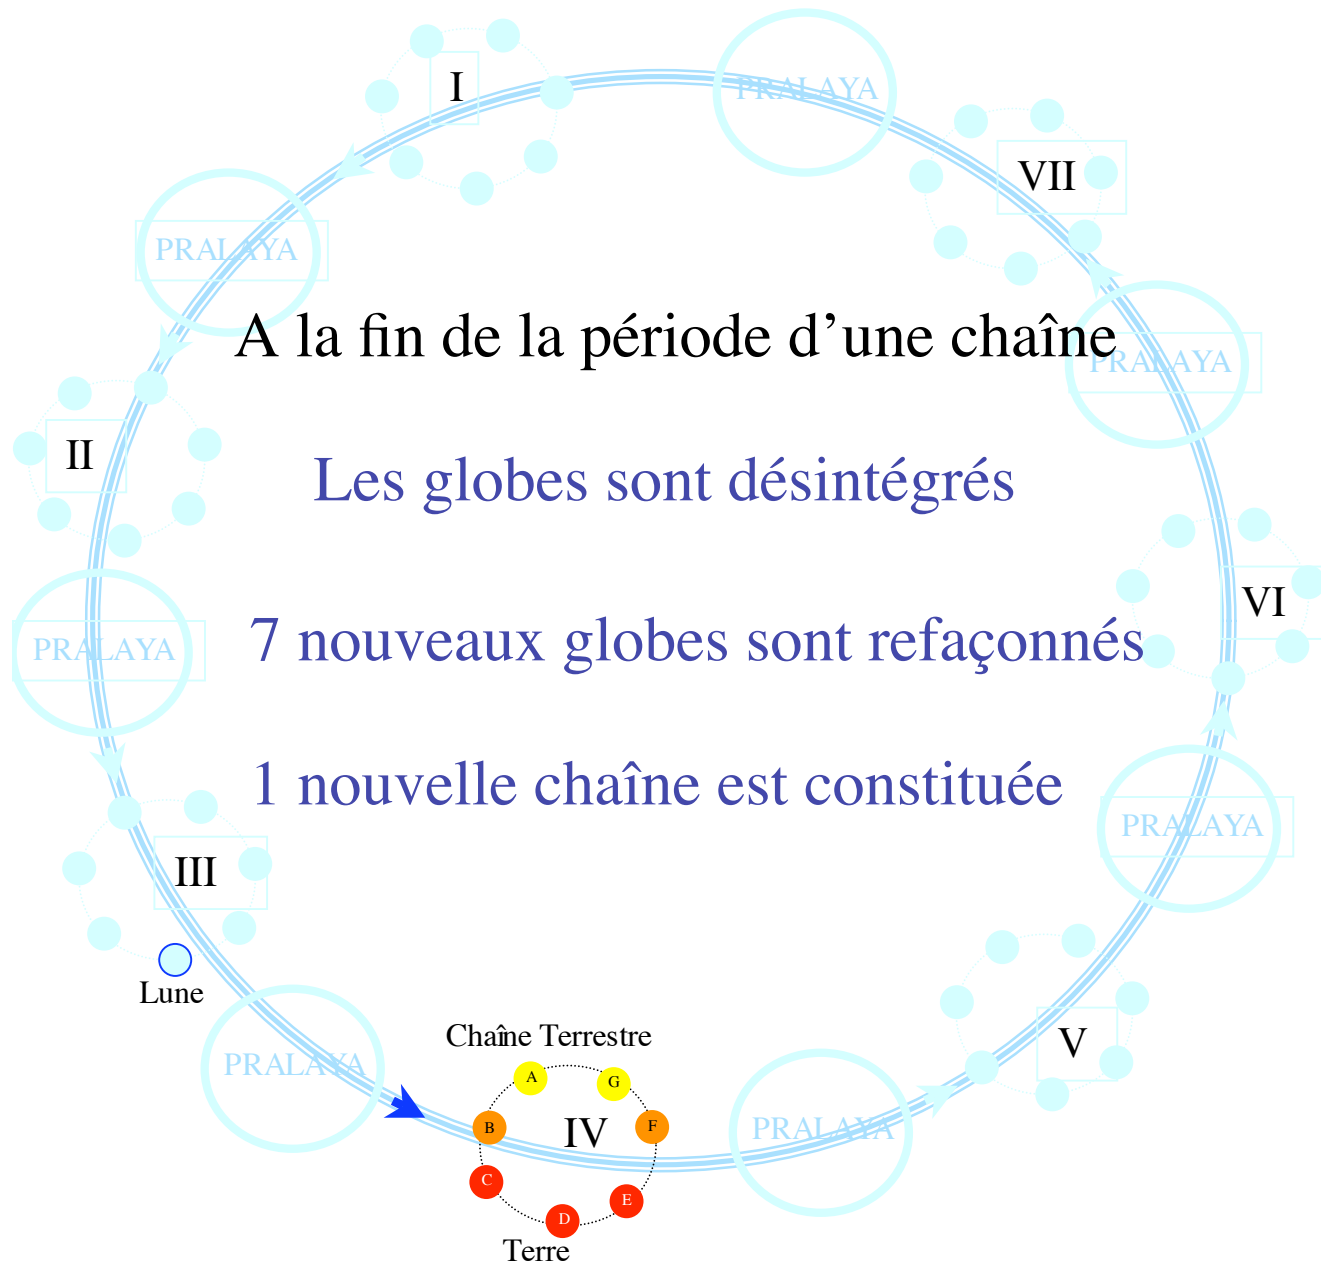 I
PRALAYA
VII
PRALAYA
A la fin de la période d’une chaîne
PRALAYA
II
Les globes sont désintégrés
VI
PRALAYA
7 nouveaux globes sont refaçonnés
1 nouvelle chaîne est constituée
PRALAYA
III
Lune
Chaîne Terrestre
V
PRALAYA
A
G
B
IV
F
PRALAYA
C
E
D
Terre